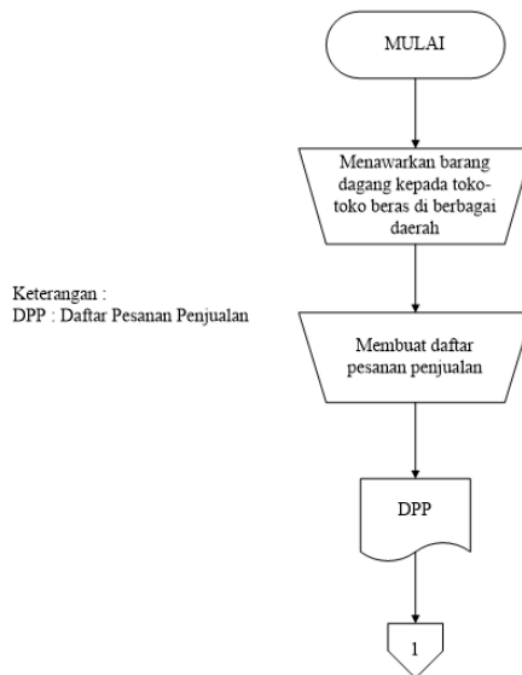 MULAI
Menawarkan barang
dagang kepada toko-
toko beras di berbagai
daerah
Keterangan :
DPP : Daftar Pesanan Penjualan
Membuat daftar
pesanan penjualan
DPP
1